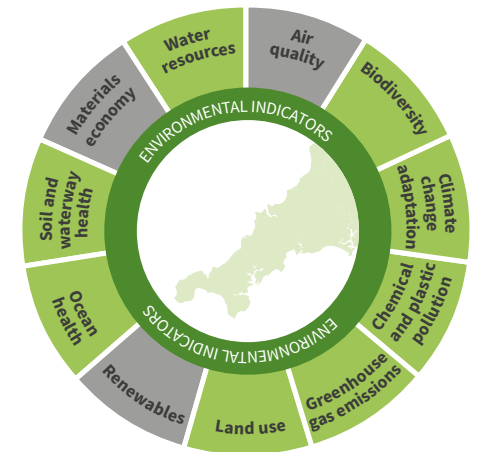 Air
quality
Biodiversity
Climate
change
adaptation
Chemical
and plastic
pollution
Greenhouse
gas emissions
Land use
Renewables
Ocean
health
Soil and
waterway
health
Materials
economy
Water
resources
ENVIRONMENTAL INDICATORS
ENVIRONMENTAL INDICATORS